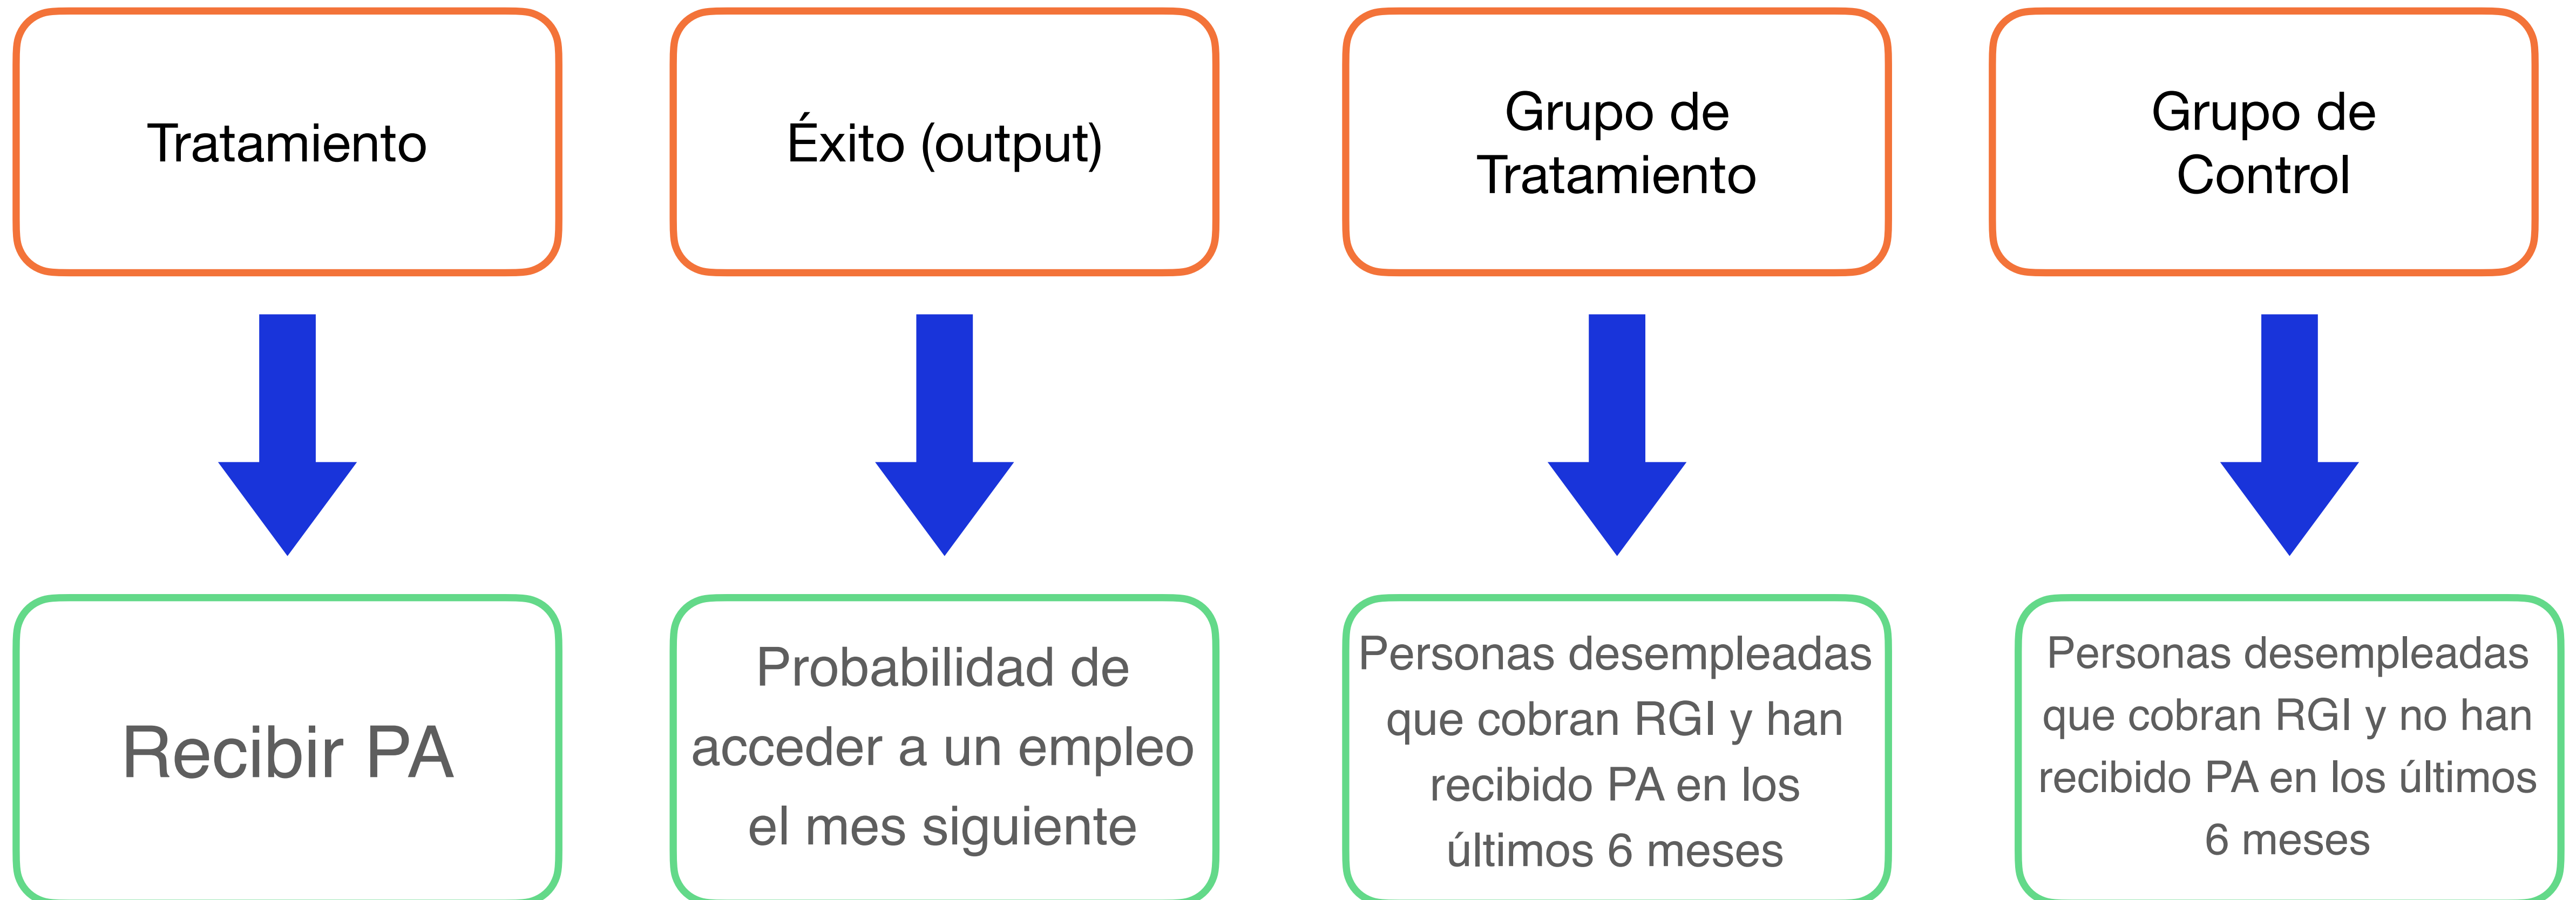 Tratamiento
Éxito (output)
Grupo de
Tratamiento
Grupo de
Control
Recibir PA
Probabilidad de
acceder a un empleo
el mes siguiente
Personas desempleadas
que cobran RGI y han
recibido PA en los
últimos 6 meses
Personas desempleadas
que cobran RGI y no han
recibido PA en los últimos
6 meses